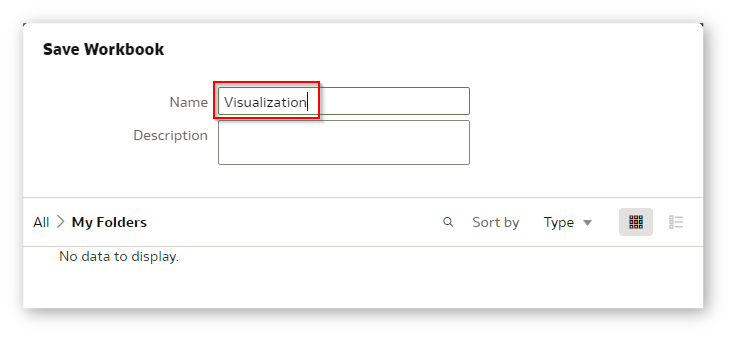 Save Workbook
Name Visualization
Description
All > My Folders Sort by Type
No data to display.